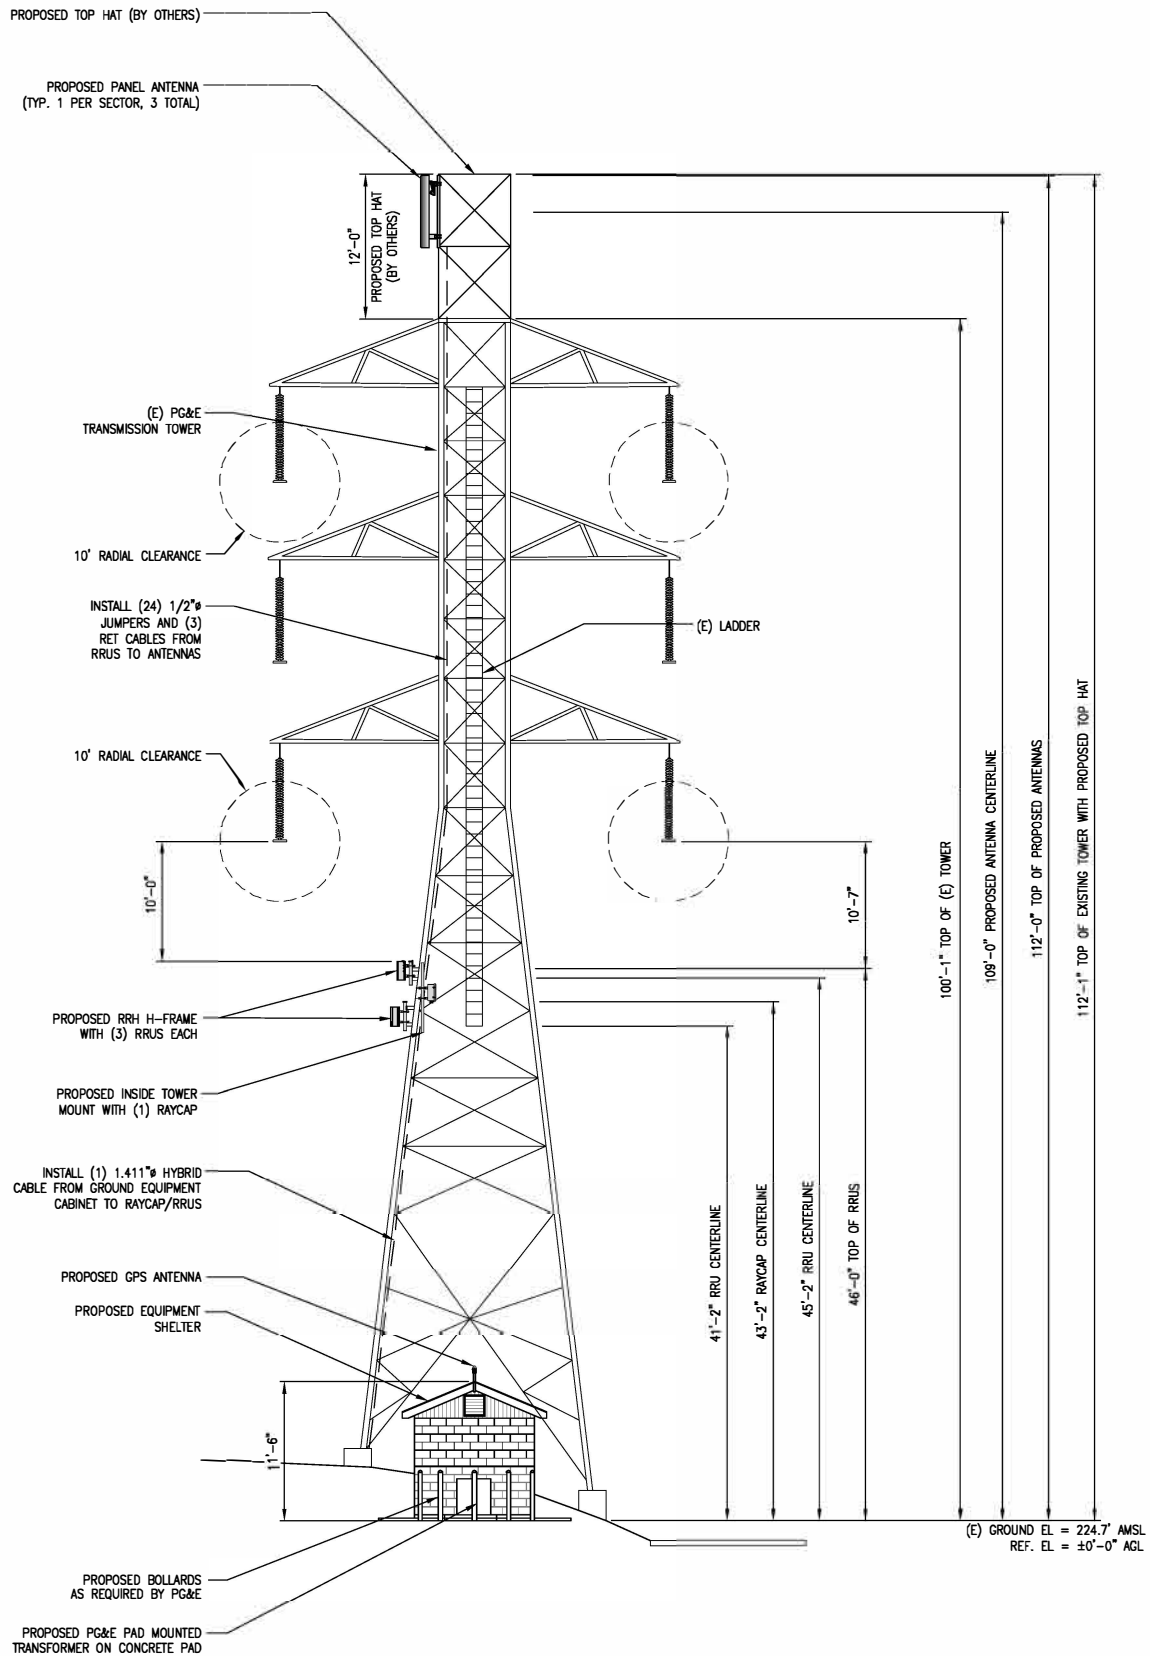 PROPOSED TOP HAT (BY OTHERS)
PROPOSED PANEL ANTENNA
(TYP. 1 PER SECTOR, 3 TOTAL)
12'-0"
PROPOSED TOP HAT
(BY OTHERS)
(E) PG&E
TRANSMISSION TOWER
10' RADIAL CLEARANCE
INSTALL (24) 1/2"ø
JUMPERS AND (3)
RET CABLES FROM
RRUS TO ANTENNAS
(E) LADDER
10' RADIAL CLEARANCE
10'-0"
10'-7"
PROPOSED RRH H-FRAME
WITH (3) RRUS EACH
PROPOSED INSIDE TOWER
MOUNT WITH (1) RAYCAP
INSTALL (1) 1.411"ø HYBRID
CABLE FROM GROUND EQUIPMENT
CABINET TO RAYCAP/RRUS
PROPOSED GPS ANTENNA
PROPOSED EQUIPMENT
SHELTER
11'-6"
PROPOSED BOLLARDS
AS REQUIRED BY PG&E
PROPOSED PG&E PAD MOUNTED
TRANSFORMER ON CONCRETE PAD
41'-2" RRU CENTERLINE
43'-2" RAYCAP CENTERLINE
45'-2" RRU CENTERLINE
46'-0" TOP OF RRUS
100'-1" TOP OF (E) TOWER
109'-0" PROPOSED ANTENNA CENTERLINE
112'-0" TOP OF PROPOSED ANTENNAS
112'-1" TOP OF EXISTING TOWER WITH PROPOSED TOP HAT
(E) GROUND EL = 224.7' AMSL
REF. EL = ±0'-0" AGL